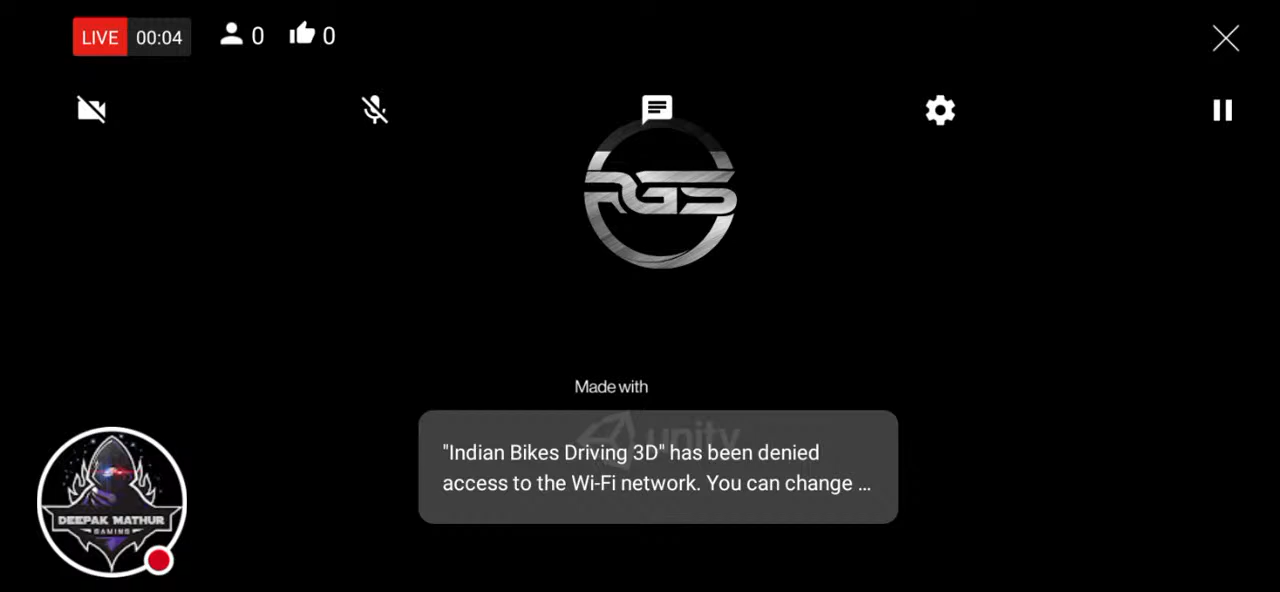 LIVE 00:04 0 0
RGS
Made with
unity
"Indian Bikes Driving 3D" has been denied
access to the Wi-Fi network. You can change ...
DEEPAK MATHUR
GAMING